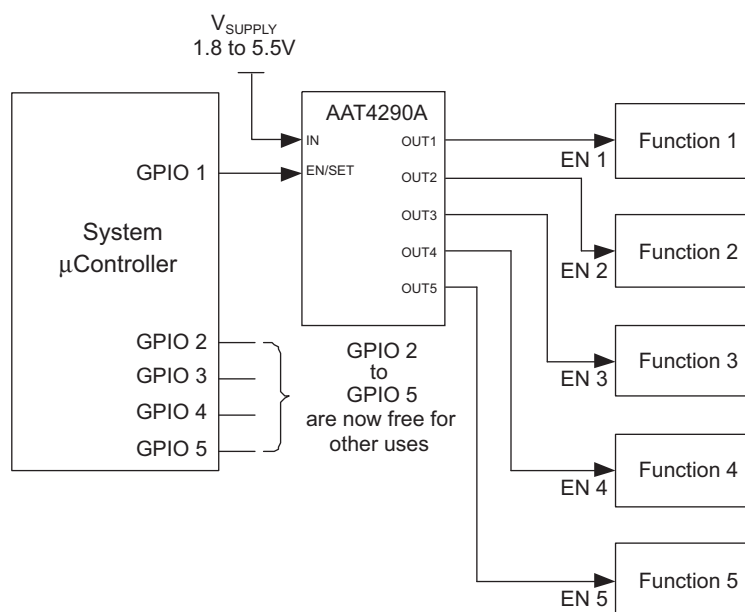 V_SUPPLY
1.8 to 5.5V
AAT4290A
IN
EN/SET
OUT1
OUT2
OUT3
OUT4
OUT5
System
μController
GPIO 1
GPIO 2
GPIO 3
GPIO 4
GPIO 5
GPIO 2
to
GPIO 5
are now free for
other uses
EN 1
Function 1
EN 2
Function 2
EN 3
Function 3
EN 4
Function 4
EN 5
Function 5